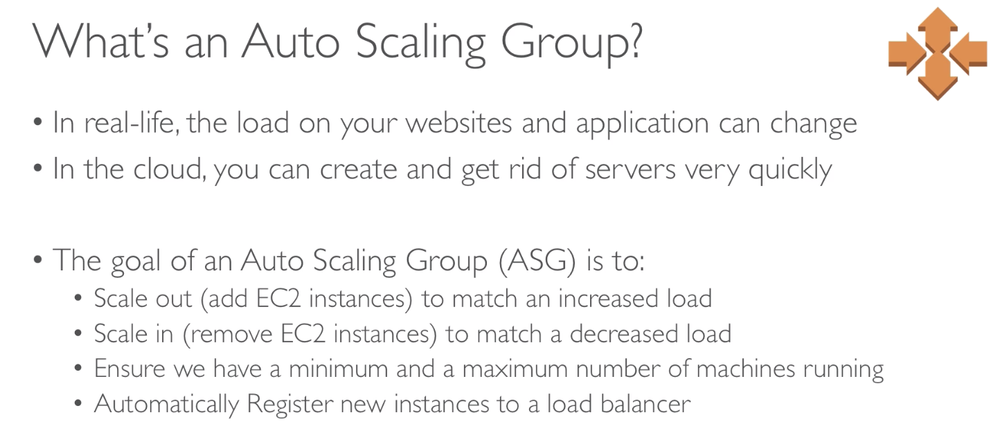 What's an Auto Scaling Group?
• In real-life, the load on your websites and application can change
• In the cloud, you can create and get rid of servers very quickly
• The goal of an Auto Scaling Group (ASG) is to:
• Scale out (add EC2 instances) to match an increased load
• Scale in (remove EC2 instances) to match a decreased load
• Ensure we have a minimum and a maximum number of machines running
• Automatically Register new instances to a load balancer